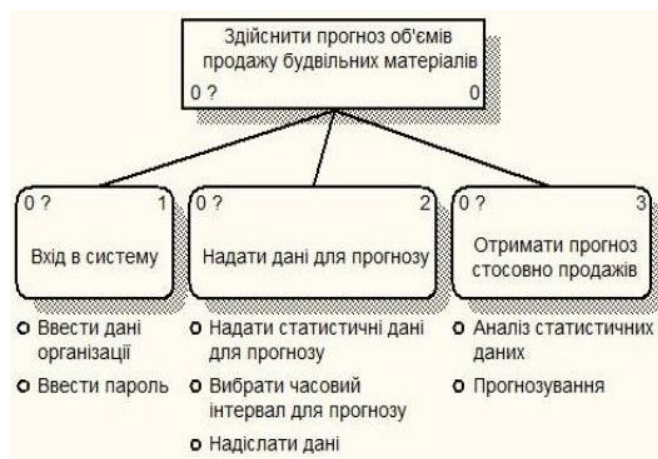 Здійснити прогноз об'ємів
продажу будвільних матеріалів
0 ? 0
0 ? 1
Вхід в систему
Ввести дані
організації
Ввести пароль
0 ? 2
Надати дані для прогнозу
Надати статистичні дані
для прогнозу
Вибрати часовий
інтервал для прогнозу
Надіслати дані
0 ? 3
Отримати прогноз
стосовно продажів
Аналіз статистичних
даних
Прогнозування